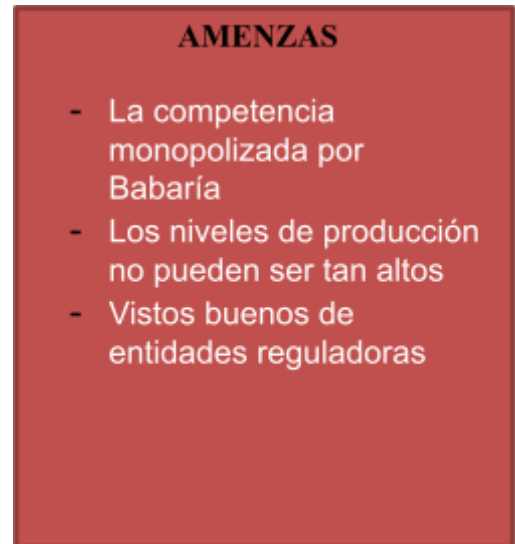 AMENZAS
- La competencia
monopolizada por
Babaría
- Los niveles de producción
no pueden ser tan altos
- Vistos buenos de
entidades reguladoras